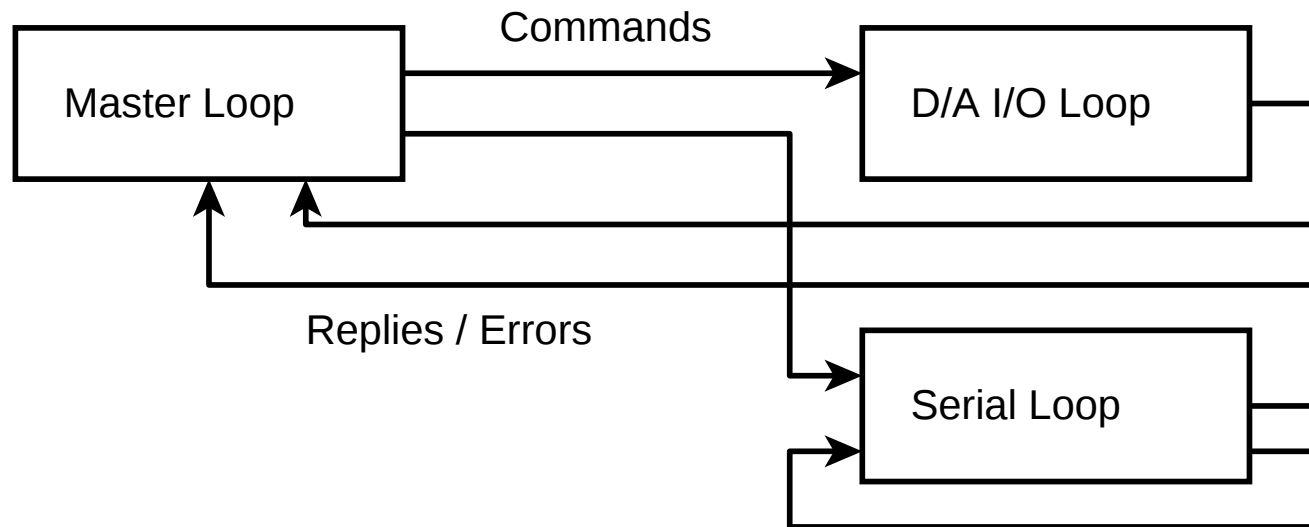 Commands
Master Loop
D/A I/O Loop
Replies / Errors
Serial Loop